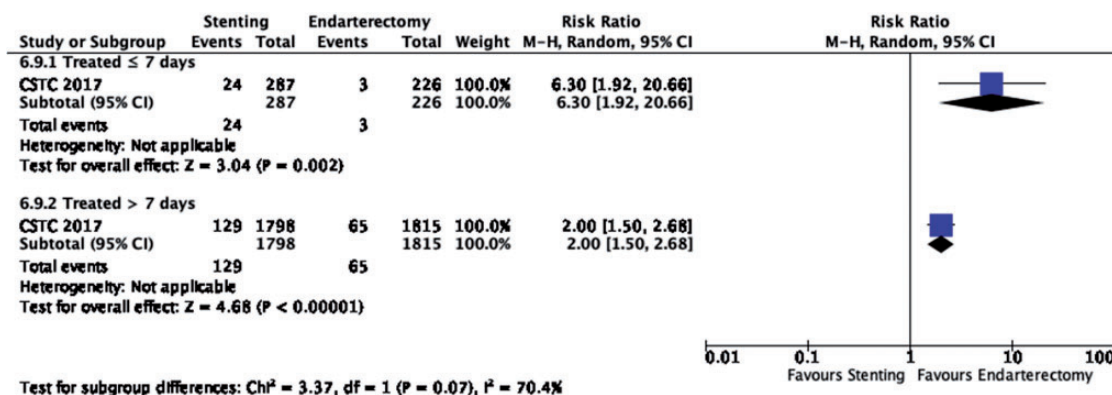 Stenting Endarterectomy Risk Ratio Risk Ratio
Study or Subgroup Events Total Events Total Weight M-H, Random, 95% CI M-H, Random, 95% CI
6.9.1 Treated ≤ 7 days
CSTC 2017 24 287 3 226 100.0% 6.30 [1.92, 20.66]
Subtotal (95% CI) 287 226 100.0% 6.30 [1.92, 20.66]
Total events 24 3
Heterogeneity: Not applicable
Test for overall effect: Z = 3.04 (P = 0.002)
6.9.2 Treated > 7 days
CSTC 2017 129 1798 65 1815 100.0% 2.00 [1.50, 2.68]
Subtotal (95% CI) 1798 1815 100.0% 2.00 [1.50, 2.68]
Total events 129 65
Heterogeneity: Not applicable
Test for overall effect: Z = 4.68 (P < 0.00001)
0.01 0.1 1 10 100
Favours Stenting Favours Endarterectomy
Test for subgroup differences: Chi² = 3.37, df = 1 (P = 0.07), I² = 70.4%